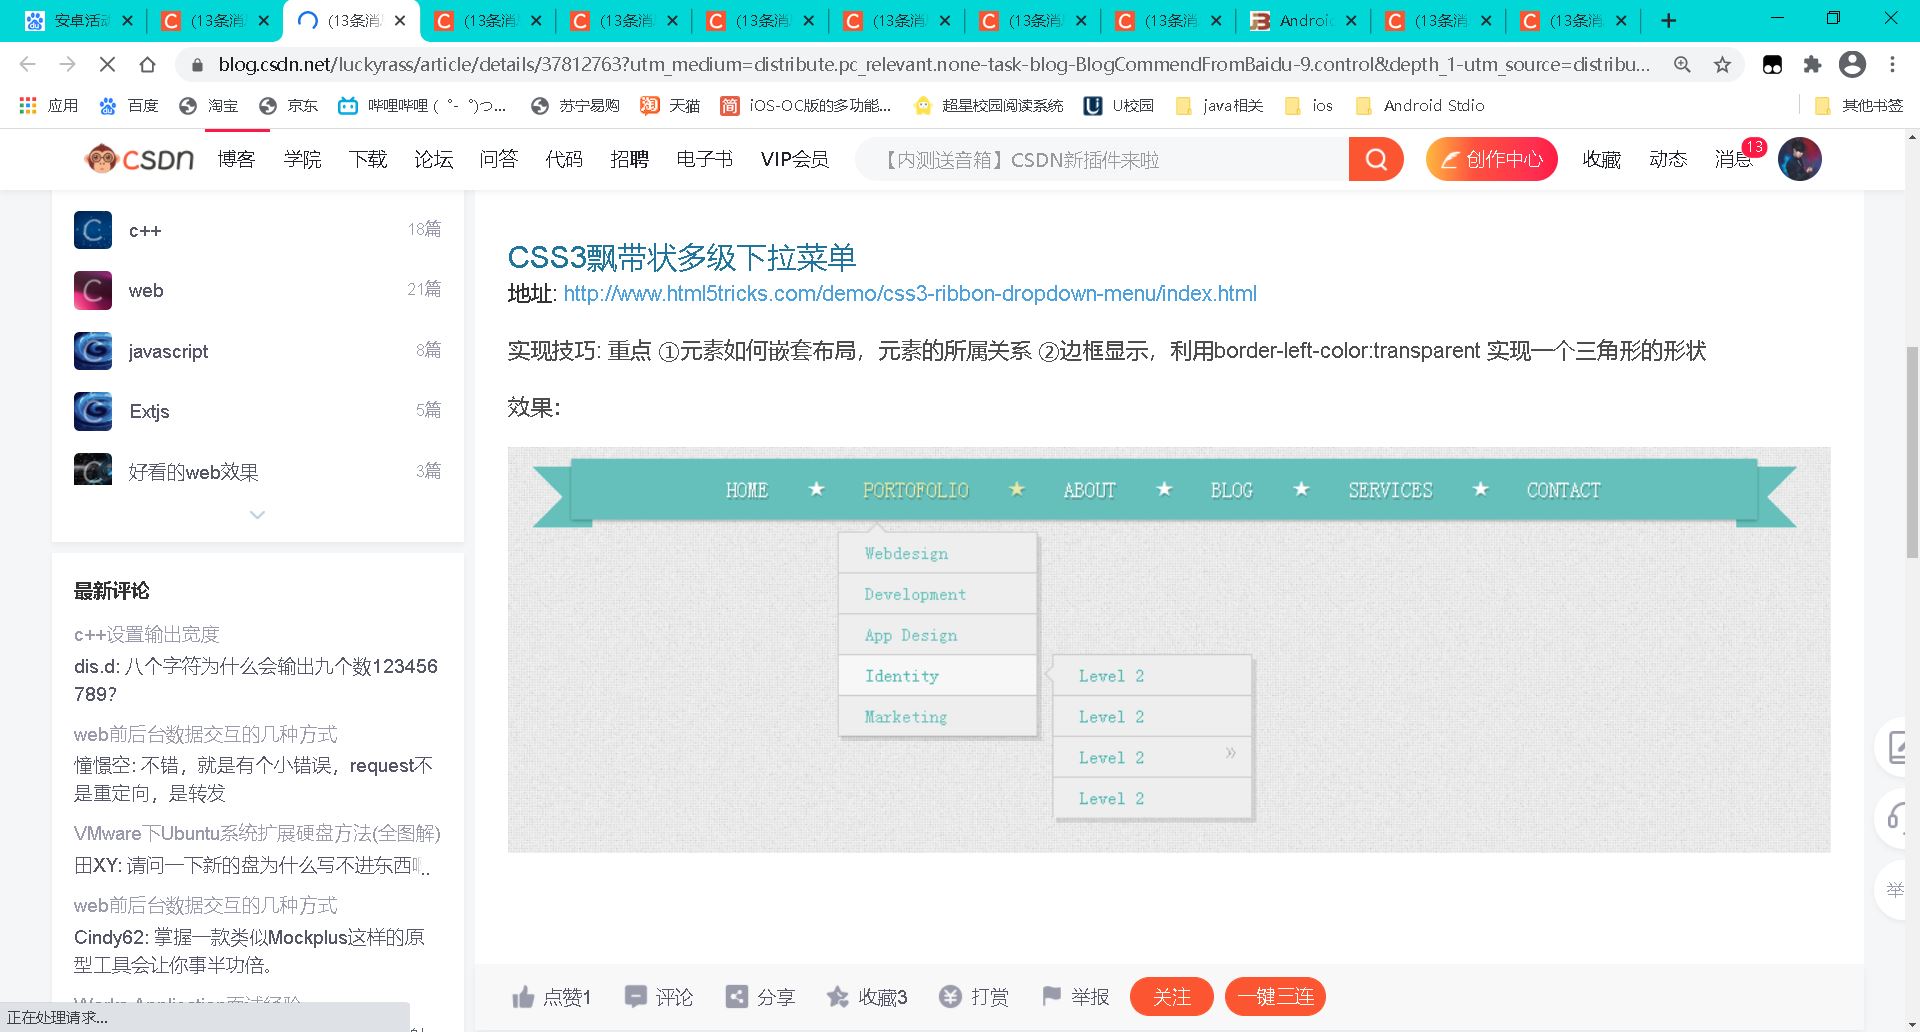 安卓活动
(13条消
(13条消
(13条消
(13条消
(13条消
(13条消
(13条消
(13条消
Android
(13条消
(13条消
blog.csdn.net/luckyrass/article/details/37812763?utm_medium=distribute.pc_relevant.none-task-blog-BlogCommendFromBaidu-9.control&depth_1-utm_source=distribu...
应用 百度 淘宝 京东 哔哩哔哩 ( ゜- ゜)つ... 苏宁易购 淘 天猫 简 iOS-OC版的多功能... 超星校园阅读系统 U校园 java相关 ios Android Stdio 其他书签
CSDN 博客 学院 下载 论坛 问答 代码 招聘 电子书 VIP会员 【内测送音箱】CSDN新插件来啦 创作中心 收藏 动态 消息 13
C c++ 18篇
C web 21篇
javascript 8篇
Extjs 5篇
好看的web效果 3篇
最新评论
c++设置输出宽度
dis.d: 八个字符为什么会输出九个数123456
789?
web前后台数据交互的几种方式
憧憬空: 不错，就是有个小错误，request不
是重定向，是转发
VMware下Ubuntu系统扩展硬盘方法(全图解)
田XY: 请问一下新的盘为什么写不进东西
web前后台数据交互的几种方式
Cindy62: 掌握一款类似Mockplus这样的原
型工具会让你事半功倍。
Works Application面试经验
正在处理请求...
CSS3飘带状多级下拉菜单
地址: http://www.html5tricks.com/demo/css3-ribbon-dropdown-menu/index.html
实现技巧: 重点 ①元素如何嵌套布局，元素的所属关系 ②边框显示，利用border-left-color:transparent 实现一个三角形的形状
效果：
HOME ★ PORTOFOLIO ★ ABOUT ★ BLOG ★ SERVICES ★ CONTACT
Webdesign
Development
App Design
Identity
Marketing
Level 2
Level 2
Level 2 »
Level 2
点赞1 评论 分享 收藏3 打赏 举报 关注 一键三连
举